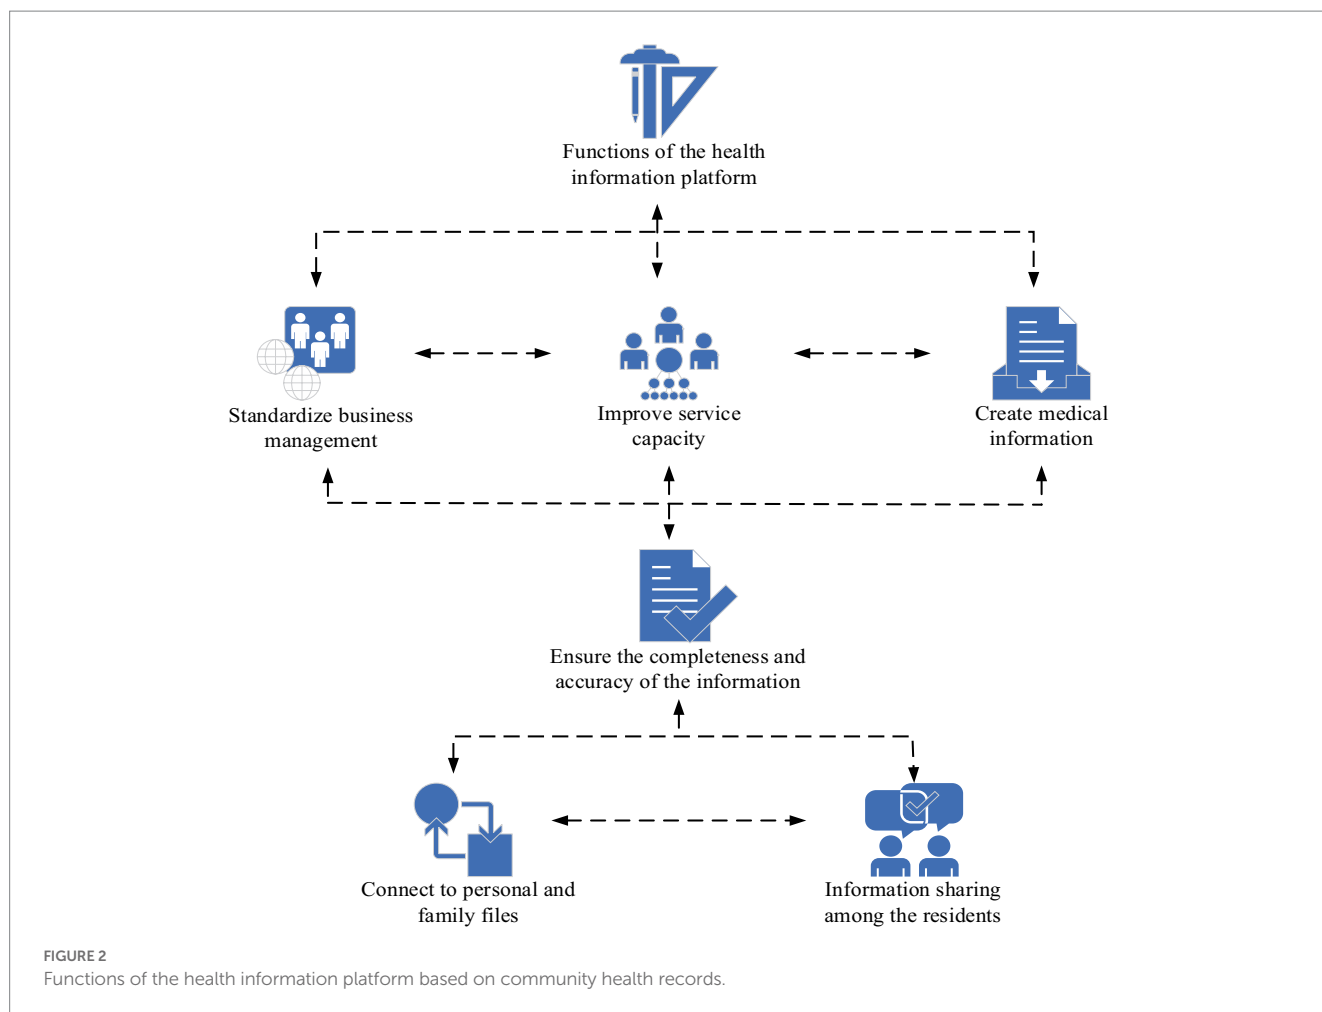 Functions of the health
information platform
Standardize business
management
Improve service
capacity
Create medical
information
Ensure the completeness and
accuracy of the information
Connect to personal and
family files
Information sharing
among the residents
FIGURE 2
Functions of the health information platform based on community health records.